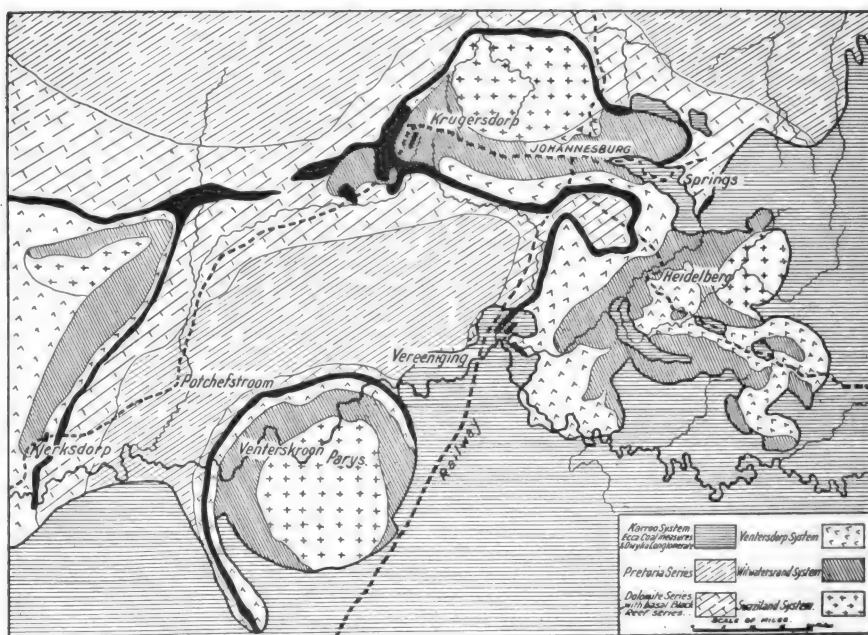 Krugersdorp
JOHANNESBURG
Springs
Heidelberg
Vereeniging
Potchefstroom
Klerksdorp
Venterskroon
Parys.
Railway
Karroo System
Ecca Coal measures
& Dwyka Conglomerate
Ventersdorp System
Pretoria Series
Witwatersrand System
Dolomite Series
with basal Black
Reef Series.
Swaziland System
SCALE OF MILES